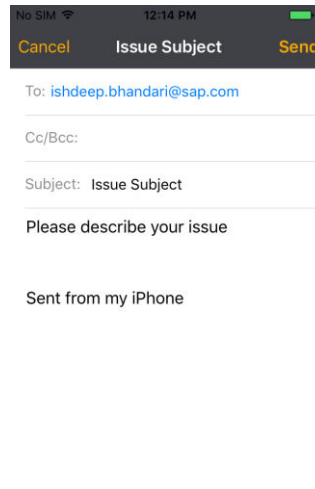 No SIM 12:14 PM
Cancel Issue Subject Send
To: ishdeep.bhandari@sap.com
Cc/Bcc:
Subject: Issue Subject
Please describe your issue
Sent from my iPhone